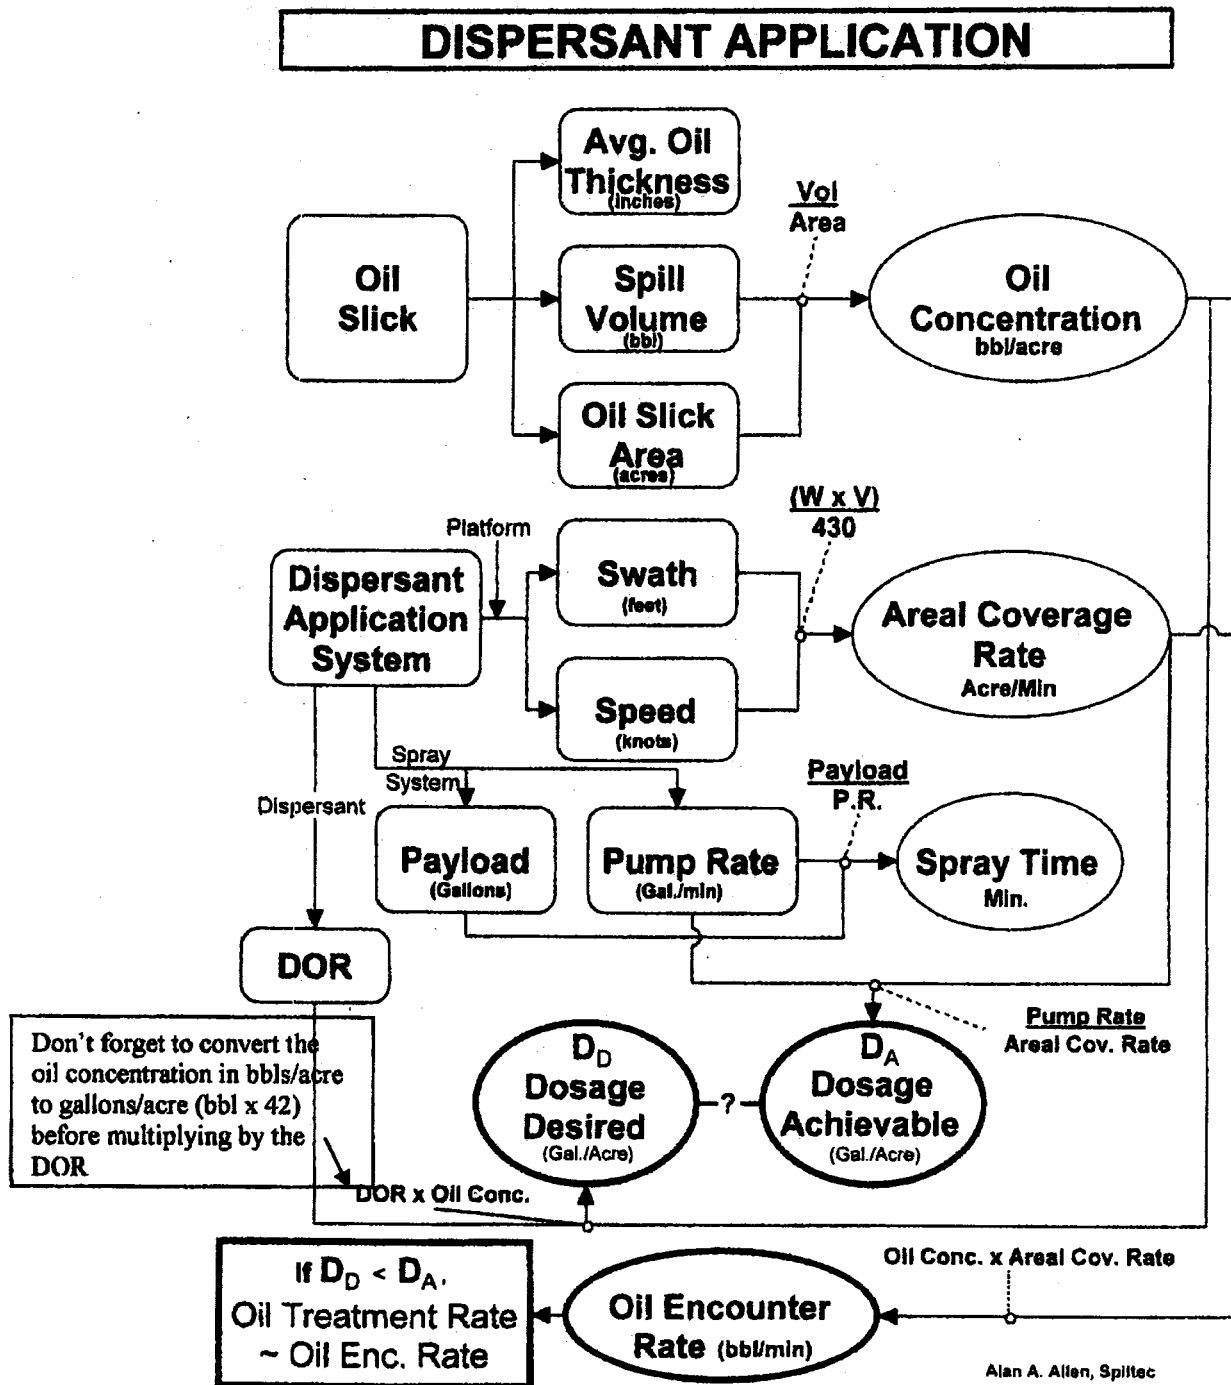 DISPERSANT APPLICATION
Avg. Oil
Thickness
(inches)
Vol
Area
Oil
Slick
Spill
Volume
(bbl)
Oil
Concentration
bbl/acre
Oil Slick
Area
(acres)
(W x V)
430
Platform
Dispersant
Application
System
Swath
(feet)
Areal Coverage
Rate
Acre/Min
Speed
(knots)
Spray
System
Payload
P.R.
Dispersant
Payload
(Gallons)
Pump Rate
(Gal./min)
Spray Time
Min.
DOR
Pump Rate
Areal Cov. Rate
Don't forget to convert the
oil concentration in bbls/acre
to gallons/acre (bbl x 42)
before multiplying by the
DOR
DD
Dosage
Desired
(Gal./Acre)
?
DA
Dosage
Achievable
(Gal./Acre)
DOR x Oil Conc.
Oil Conc. x Areal Cov. Rate
If DD < DA,
Oil Treatment Rate
~ Oil Enc. Rate
Oil Encounter
Rate (bbl/min)
Alan A. Allen, Spiltec